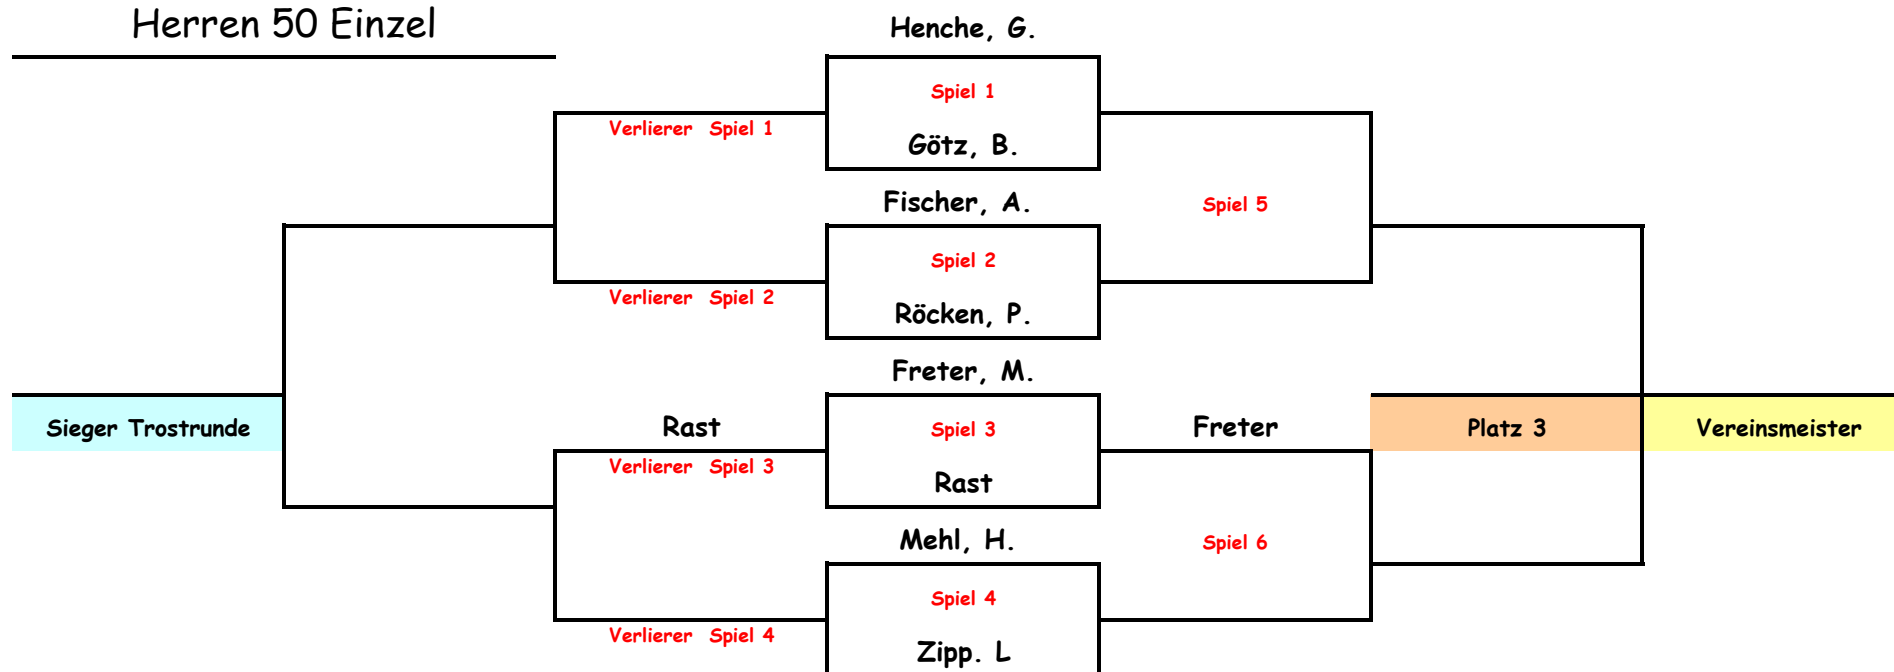 Herren 50 Einzel
Henche, G.
Spiel 1
Verlierer Spiel 1
Götz, B.
Fischer, A.
Spiel 5
Spiel 2
Verlierer Spiel 2
Röcken, P.
Freter, M.
Sieger Trostrunde
Rast
Spiel 3
Freter
Platz 3
Vereinsmeister
Verlierer Spiel 3
Rast
Mehl, H.
Spiel 6
Spiel 4
Verlierer Spiel 4
Zipp. L